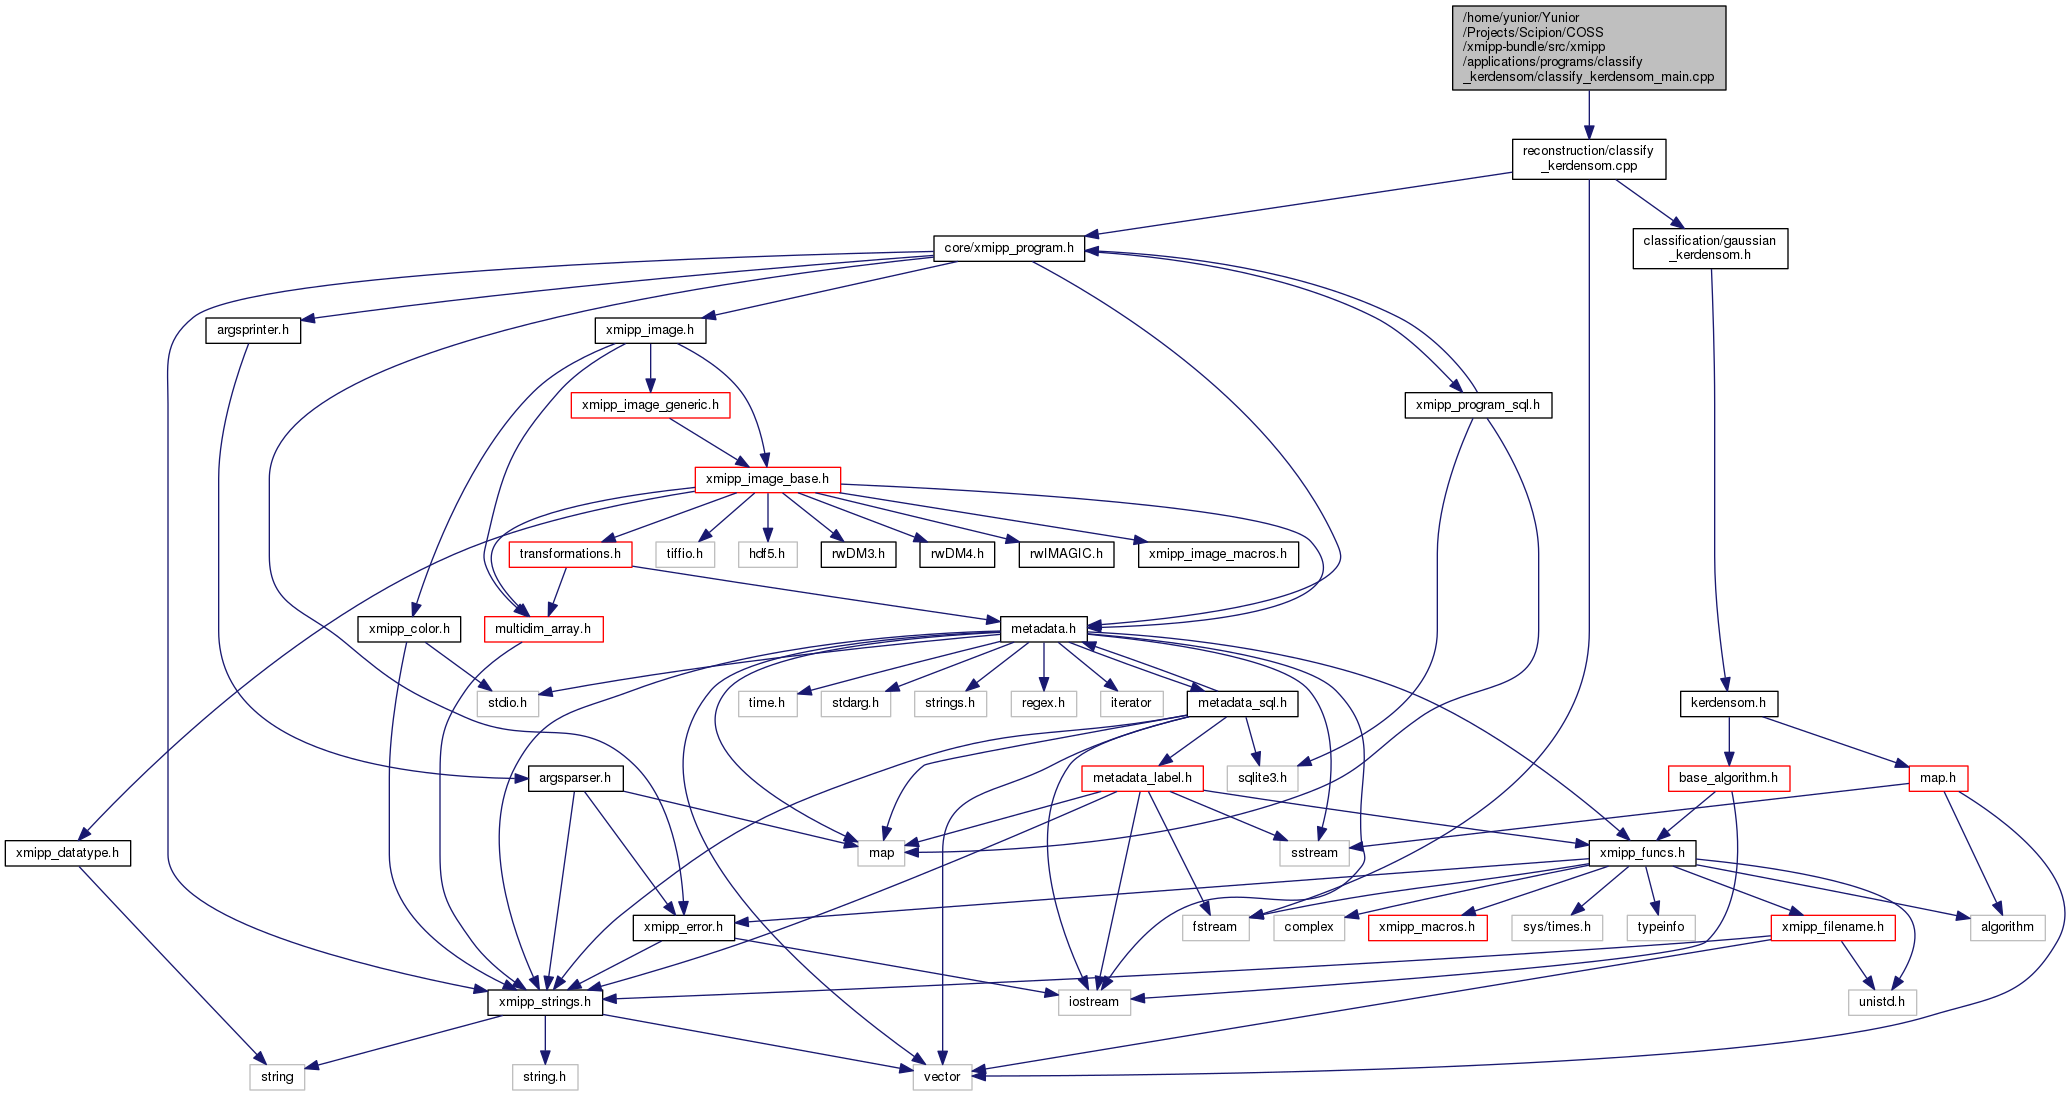 /home/yunior/Yunior
/Projects/Scipion/COSS
/xmipp-bundle/src/xmipp
/applications/programs/classify
_kerdensom/classify_kerdensom_main.cpp
reconstruction/classify
_kerdensom.cpp
core/xmipp_program.h
classification/gaussian
_kerdensom.h
argsprinter.h
xmipp_image.h
xmipp_image_generic.h
xmipp_program_sql.h
xmipp_image_base.h
transformations.h
tiffio.h
hdf5.h
rwDM3.h
rwDM4.h
rwIMAGIC.h
xmipp_image_macros.h
xmipp_color.h
multidim_array.h
metadata.h
stdio.h
time.h
stdarg.h
strings.h
regex.h
iterator
metadata_sql.h
kerdensom.h
argsparser.h
metadata_label.h
sqlite3.h
base_algorithm.h
map.h
xmipp_datatype.h
map
sstream
xmipp_funcs.h
xmipp_error.h
fstream
complex
xmipp_macros.h
sys/times.h
typeinfo
xmipp_filename.h
algorithm
xmipp_strings.h
iostream
unistd.h
string
string.h
vector